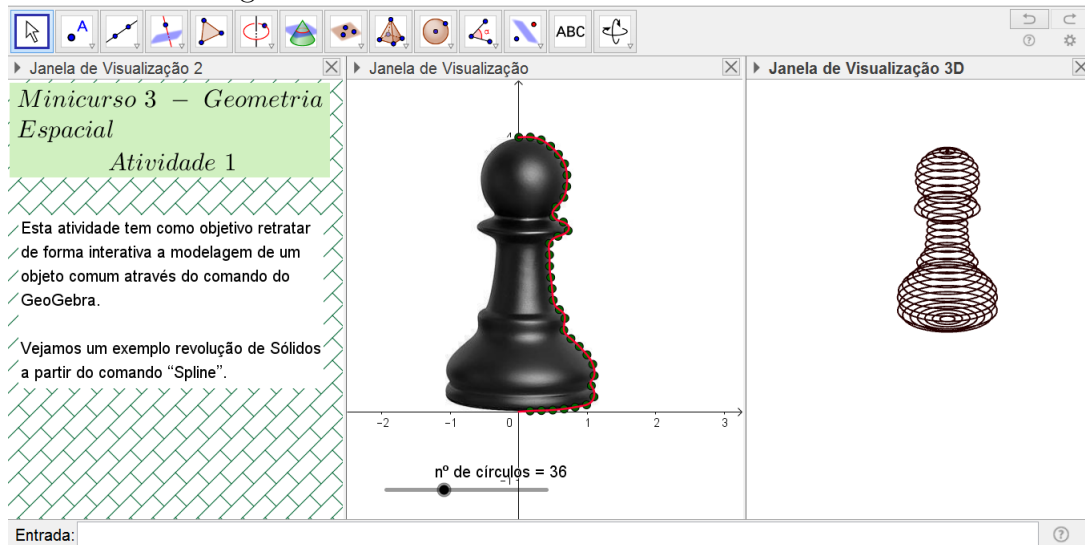 A
ABC
Janela de Visualização 2
Janela de Visualização
Janela de Visualização 3D
Minicurso 3 − Geometria
Espacial
Atividade 1
Esta atividade tem como objetivo retratar
de forma interativa a modelagem de um
objeto comum através do comando do
GeoGebra.
Vejamos um exemplo revolução de Sólidos
a partir do comando “Spline”.
4
−2 −1 0 1 2 3
nº de círculos = 36
−1
Entrada: